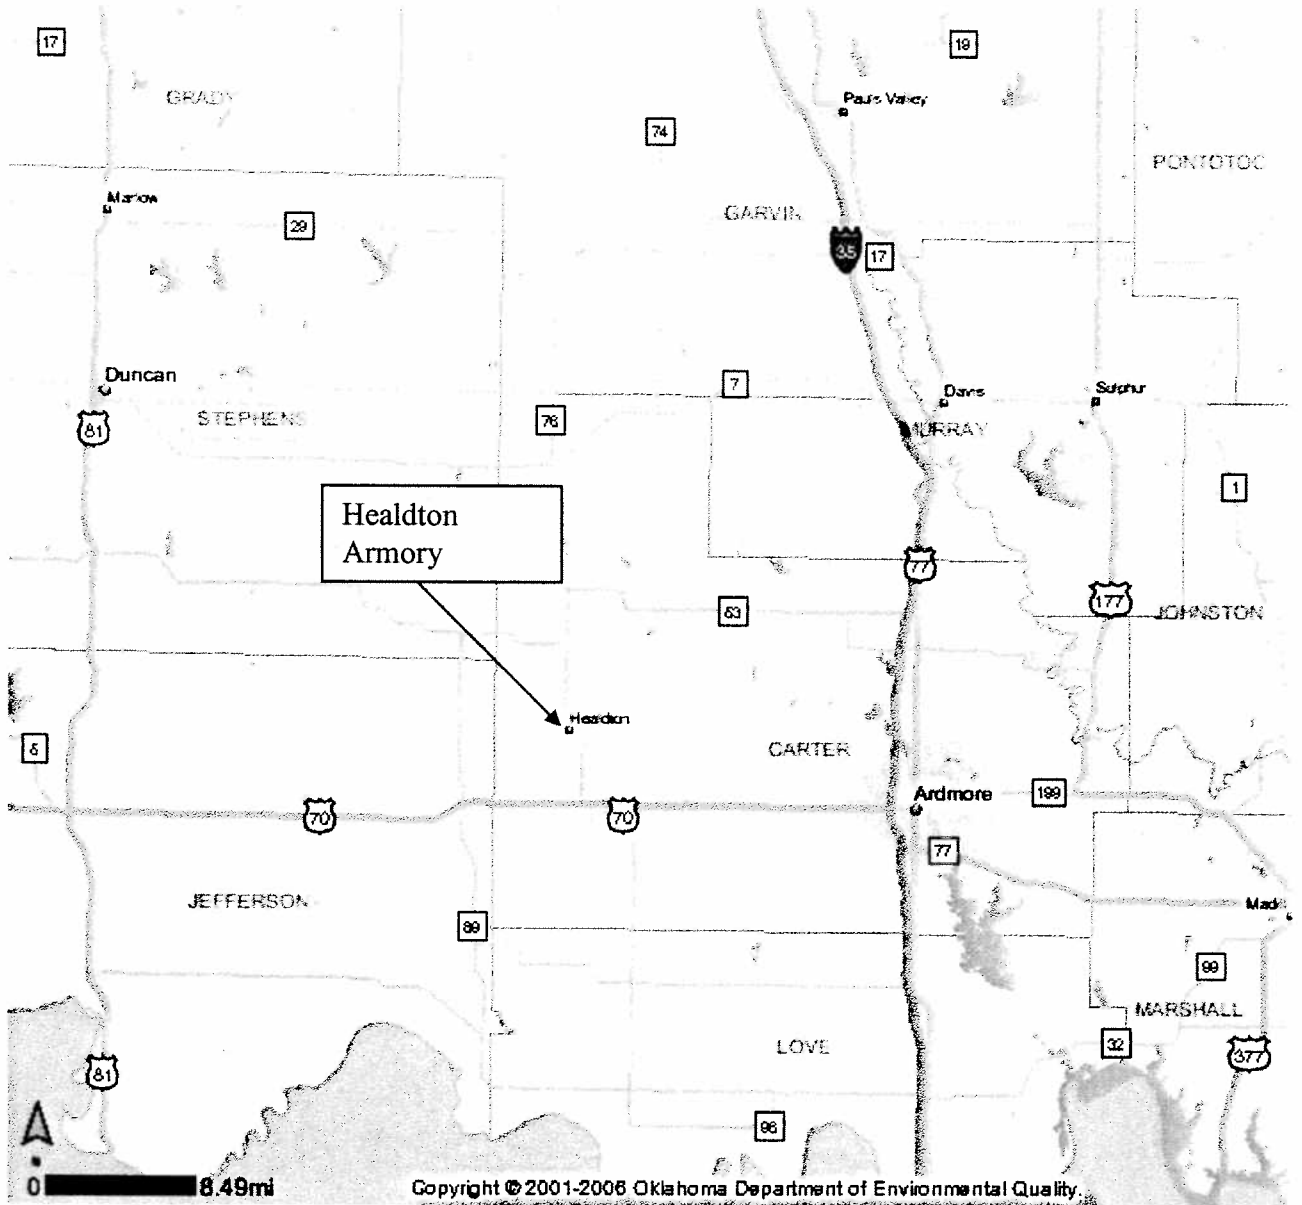 17
19
GRADY
Pauls Valley
74
PONTOTOC
Marlow
GARVIN
29
35
17
Duncan
7
Davis
Sulphur
STEPHENS
76
81
MURRAY
1
Healdton
Armory
77
177
53
JOHNSTON
Healdton
5
CARTER
Ardmore
199
70
70
77
JEFFERSON
89
99
MARSHALL
32
LOVE
377
81
96
0
8.49mi
Copyright © 2001-2006 Oklahoma Department of Environmental Quality.